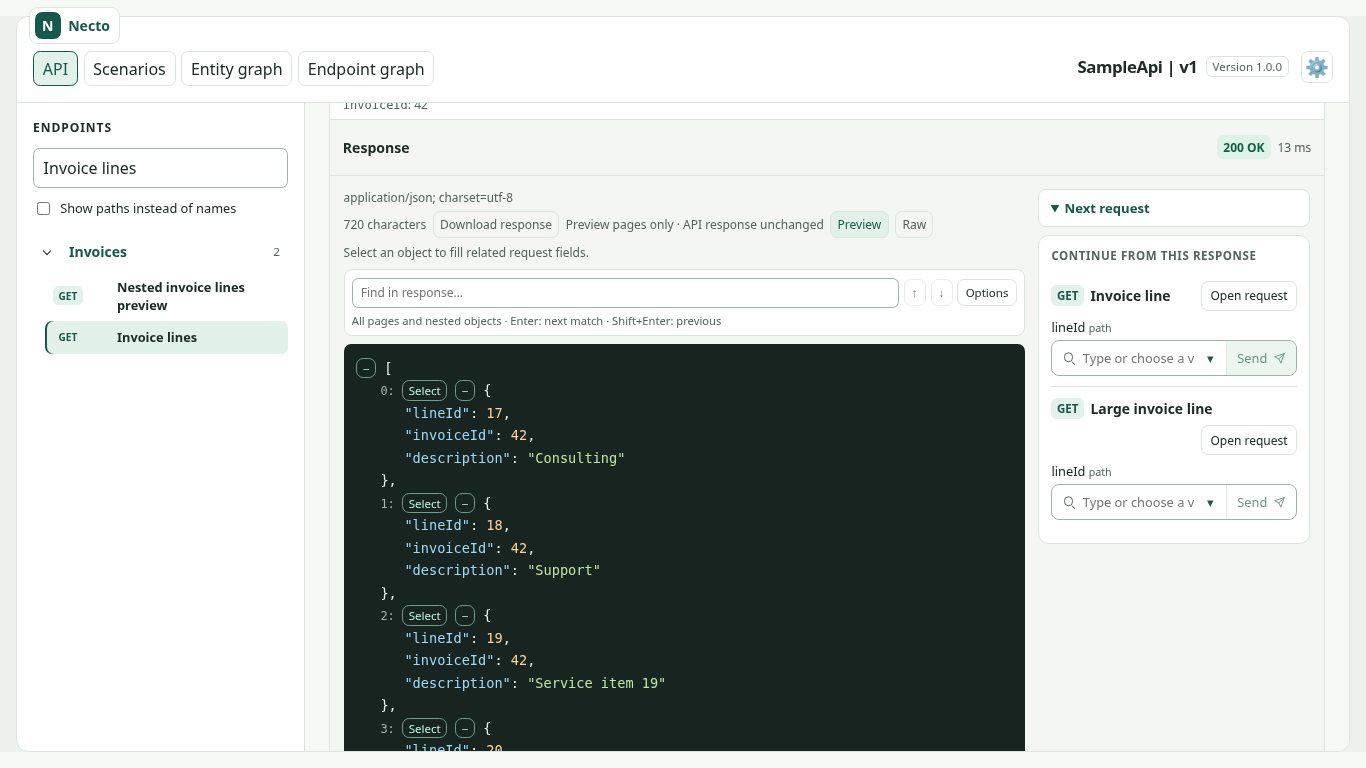 N Necto
API Scenarios Entity graph Endpoint graph
SampleApi | v1 Version 1.0.0
ENDPOINTS
Invoice lines
Show paths instead of names
Invoices 2
GET Nested invoice lines preview
GET Invoice lines
invoiceId: 42
Response 200 OK 13 ms
application/json; charset=utf-8
720 characters Download response Preview pages only · API response unchanged Preview Raw
Select an object to fill related request fields.
Find in response... ↑ ↓ Options
All pages and nested objects · Enter: next match · Shift+Enter: previous
− [
0: Select − {
"lineId": 17,
"invoiceId": 42,
"description": "Consulting"
},
1: Select − {
"lineId": 18,
"invoiceId": 42,
"description": "Support"
},
2: Select − {
"lineId": 19,
"invoiceId": 42,
"description": "Service item 19"
},
3: Select − {
"lineId": 20
▼ Next request
CONTINUE FROM THIS RESPONSE
GET Invoice line Open request
lineId path
Type or choose a v ▼ Send
GET Large invoice line
Open request
lineId path
Type or choose a v ▼ Send